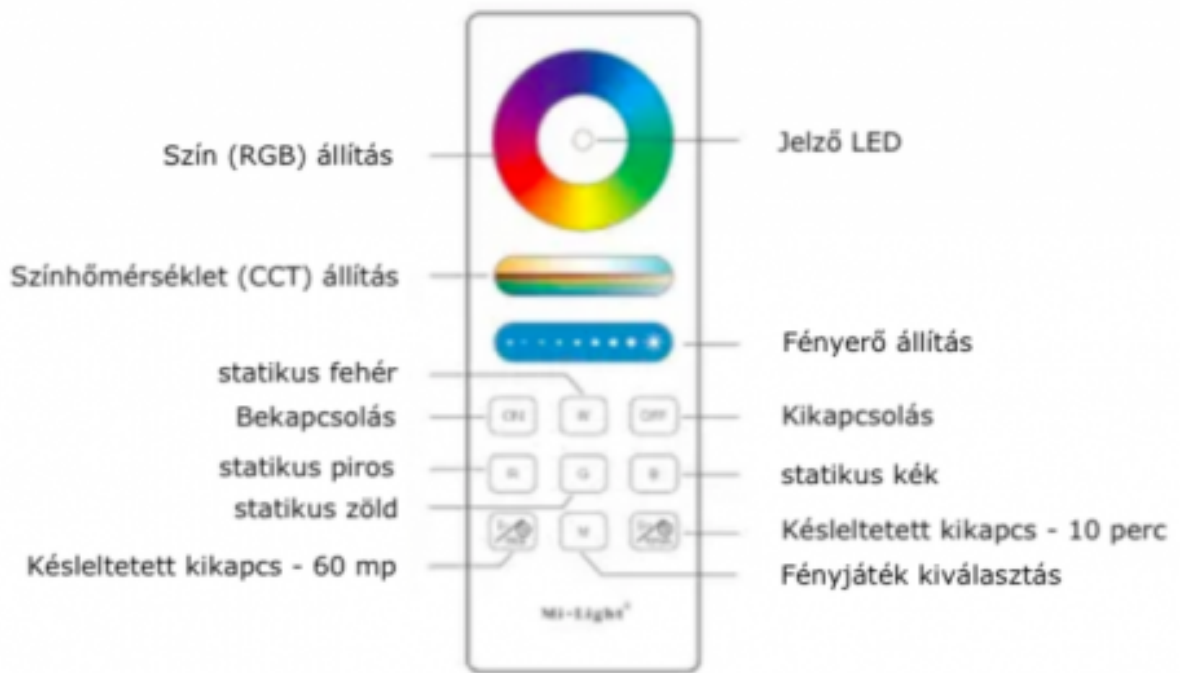 Szín (RGB) állítás
Jelző LED
Színhőmérséklet (CCT) állítás
Fényerő állítás
statikus fehér
Bekapcsolás
ON
W
OFF
Kikapcsolás
statikus piros
R
G
B
statikus kék
statikus zöld
Késleltetett kikapcs - 60 mp
M
Késleltetett kikapcs - 10 perc
Fényjáték kiválasztás
Mi-Light®